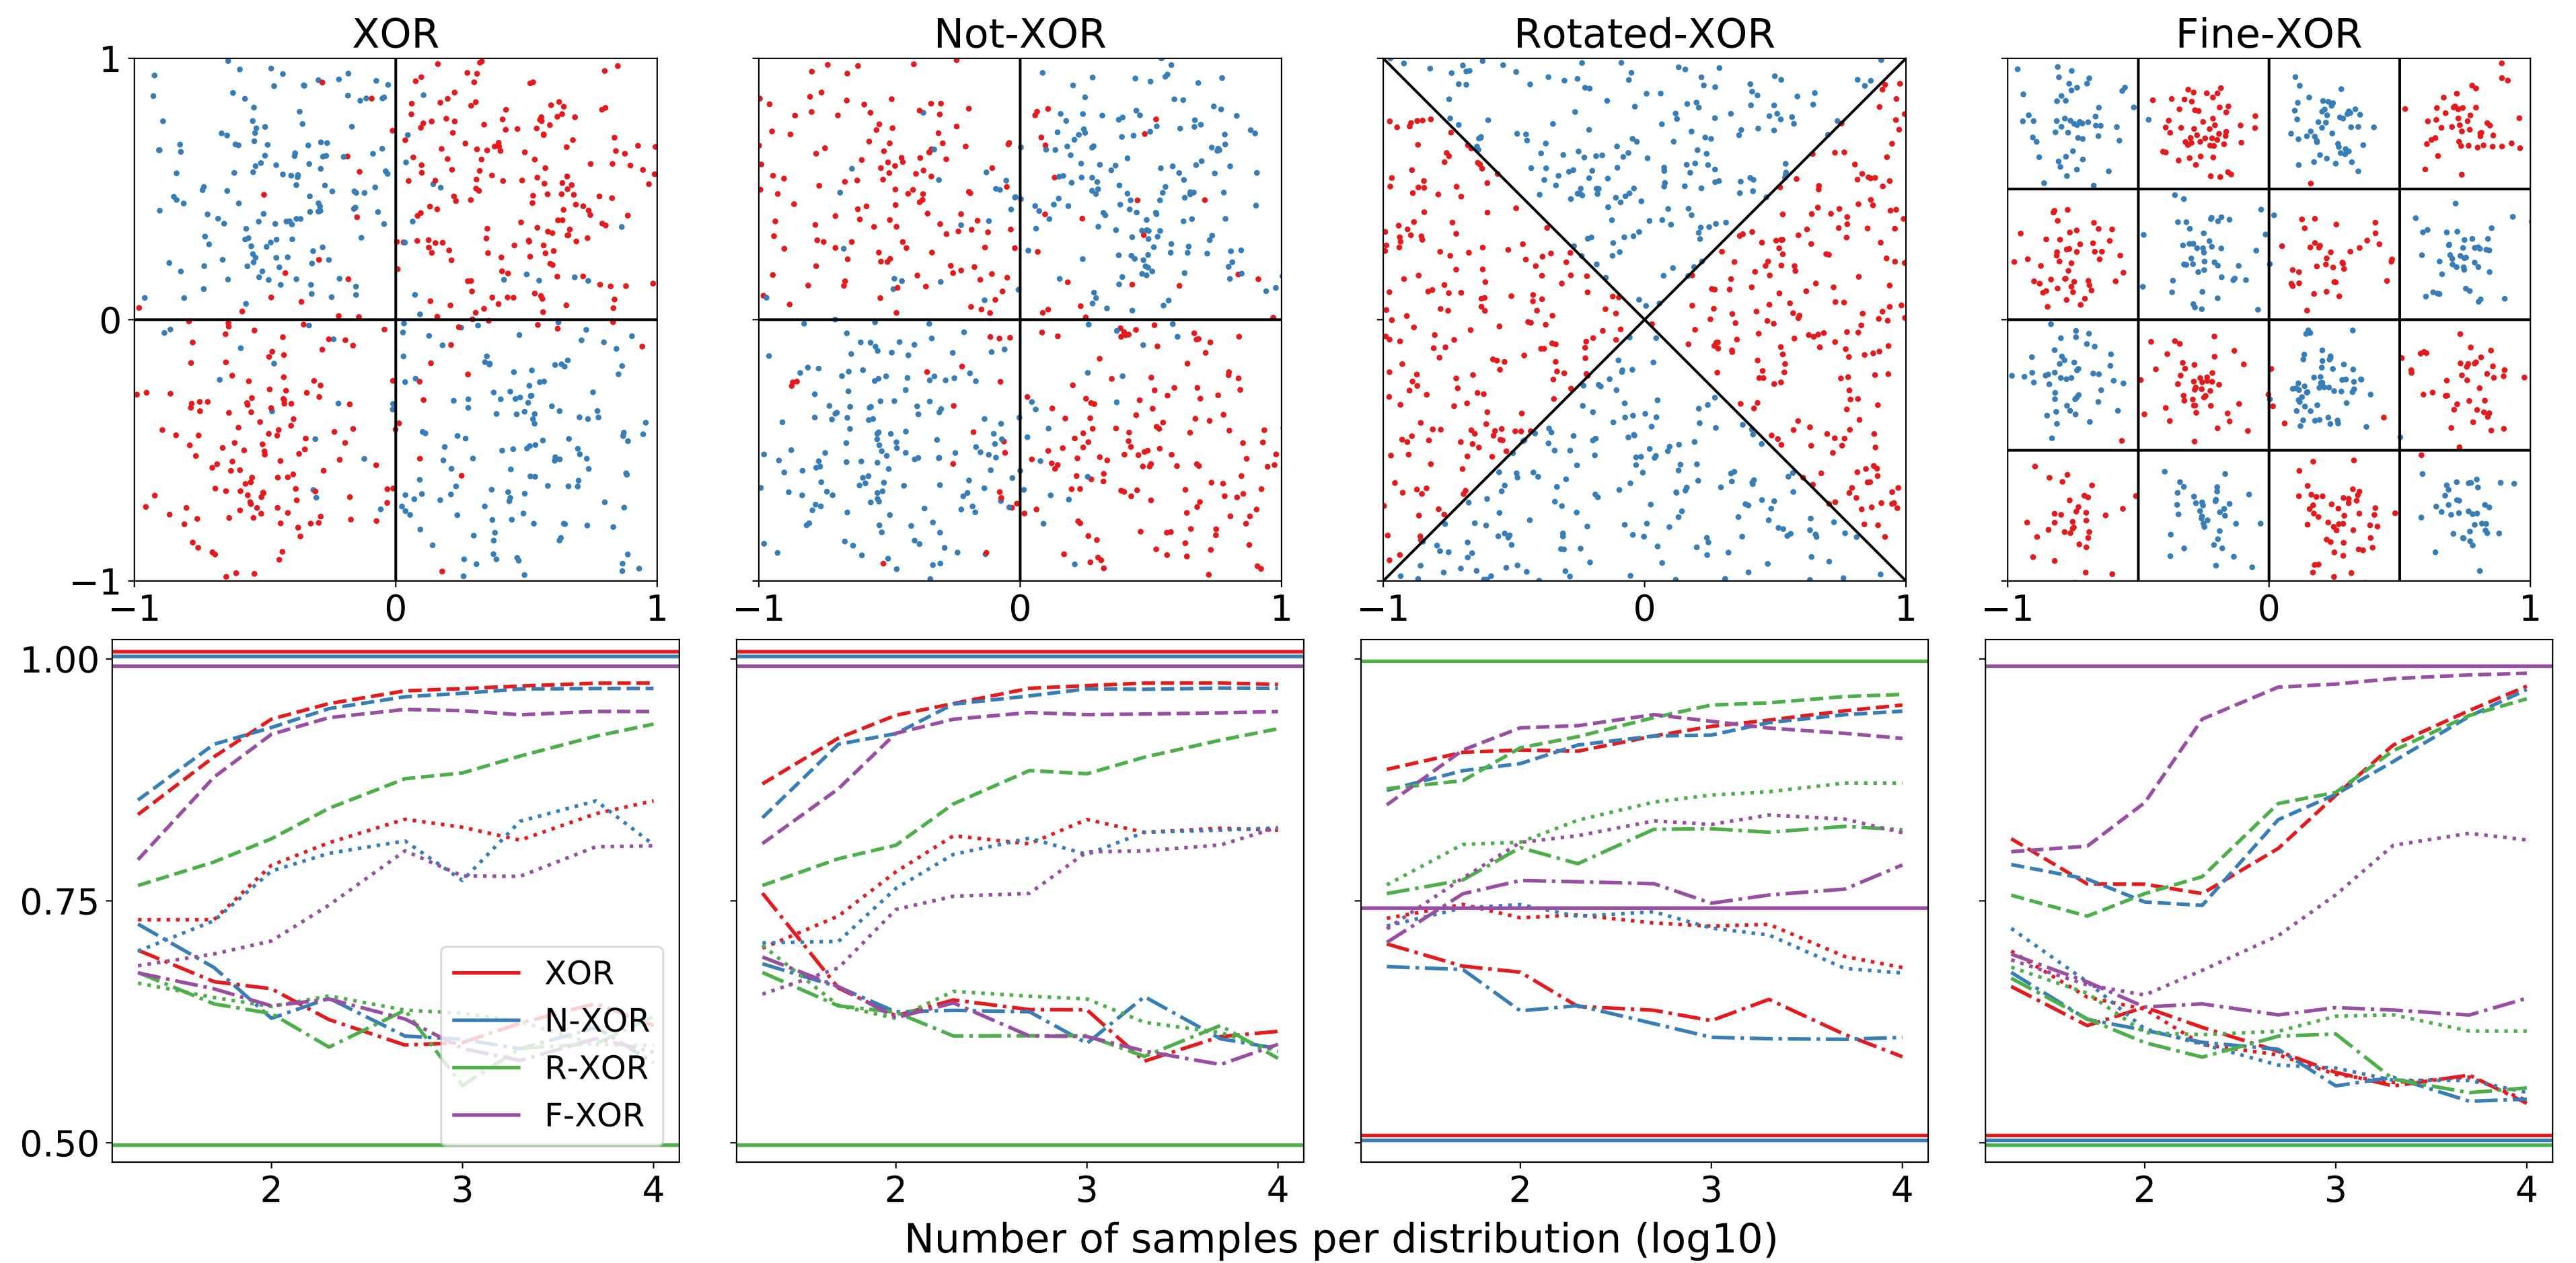 XOR Not-XOR Rotated-XOR Fine-XOR
1
0
−1
−1 0 1 −1 0 1 −1 0 1 −1 0 1
1.00
0.75
0.50
XOR
N-XOR
R-XOR
F-XOR
2 3 4 2 3 4 2 3 4 2 3 4
Number of samples per distribution (log10)